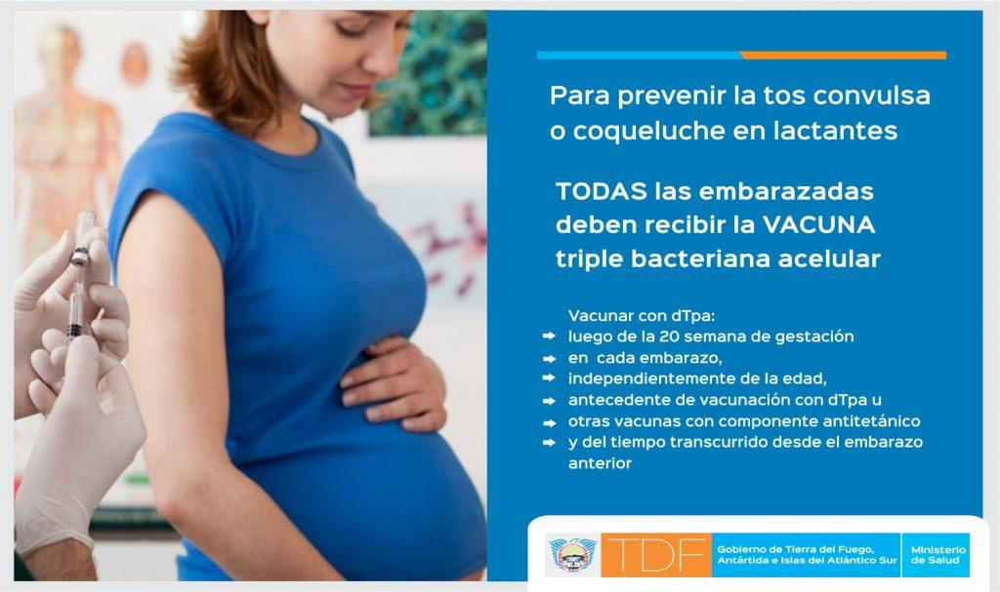 Para prevenir la tos convulsa
o coqueluche en lactantes
TODAS las embarazadas
deben recibir la VACUNA
triple bacteriana acelular
Vacunar con dTpa:
luego de la 20 semana de gestación
en cada embarazo,
independientemente de la edad,
antecedente de vacunación con dTpa u
otras vacunas con componente antitetánico
y del tiempo transcurrido desde el embarazo
anterior
TDF
Gobierno de Tierra del Fuego,
Antártida e Islas del Atlántico Sur
Ministerio
de Salud